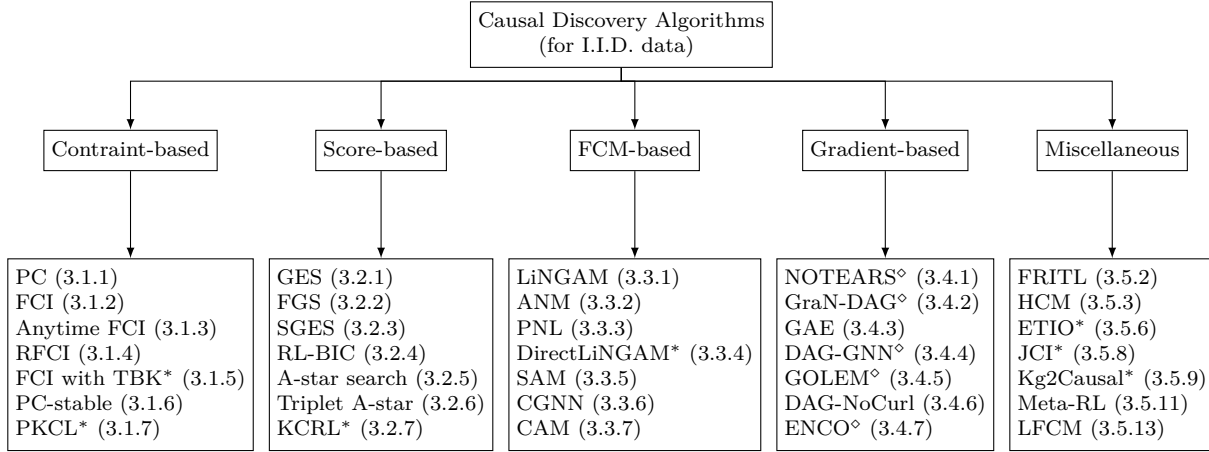 Causal Discovery Algorithms
(for I.I.D. data)
Contraint-based
Score-based
FCM-based
Gradient-based
Miscellaneous
PC (3.1.1)
FCI (3.1.2)
Anytime FCI (3.1.3)
RFCI (3.1.4)
FCI with TBK* (3.1.5)
PC-stable (3.1.6)
PKCL* (3.1.7)
GES (3.2.1)
FGS (3.2.2)
SGES (3.2.3)
RL-BIC (3.2.4)
A-star search (3.2.5)
Triplet A-star (3.2.6)
KCRL* (3.2.7)
LiNGAM (3.3.1)
ANM (3.3.2)
PNL (3.3.3)
DirectLiNGAM* (3.3.4)
SAM (3.3.5)
CGNN (3.3.6)
CAM (3.3.7)
NOTEARS◇ (3.4.1)
GraN-DAG◇ (3.4.2)
GAE (3.4.3)
DAG-GNN◇ (3.4.4)
GOLEM◇ (3.4.5)
DAG-NoCurl (3.4.6)
ENCO◇ (3.4.7)
FRITL (3.5.2)
HCM (3.5.3)
ETIO* (3.5.6)
JCI* (3.5.8)
Kg2Causal* (3.5.9)
Meta-RL (3.5.11)
LFCM (3.5.13)